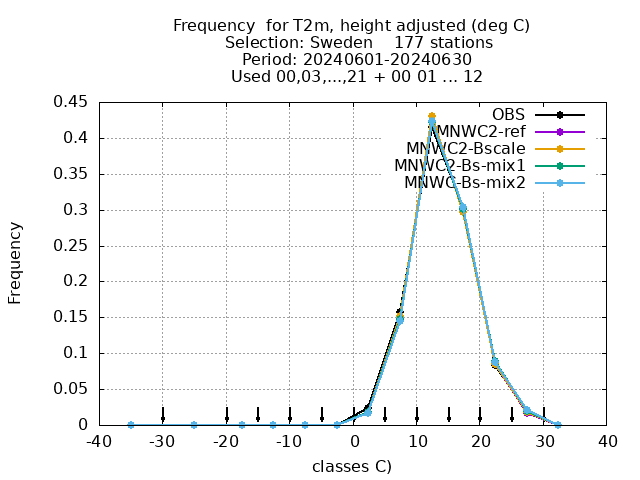 Frequency  for T2m, height adjusted (deg C)
Selection: Sweden    177 stations
Period: 20240601-20240630
Used 00,03,...,21 + 00 01 ... 12
OBS
MNWC2-ref
MNWC2-Bscale
MNWC2-Bs-mix1
MNWC-Bs-mix2
Frequency
0.45
0.4
0.35
0.3
0.25
0.2
0.15
0.1
0.05
0
-40 -30 -20 -10 0 10 20 30 40
classes C)